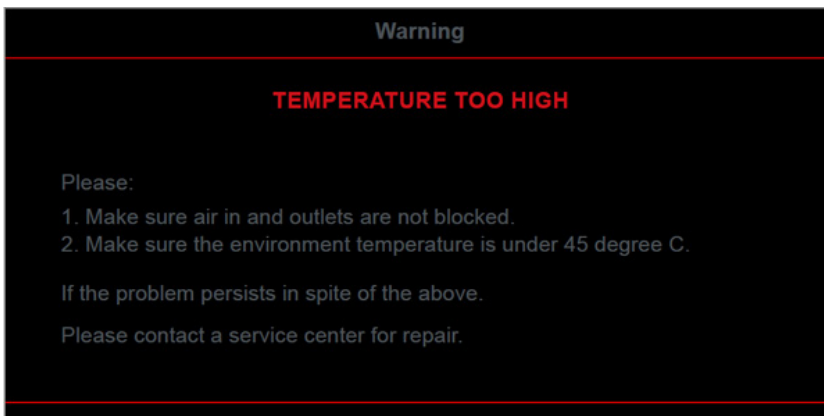 Warning
TEMPERATURE TOO HIGH
Please:
1. Make sure air in and outlets are not blocked.
2. Make sure the environment temperature is under 45 degree C.
If the problem persists in spite of the above.
Please contact a service center for repair.